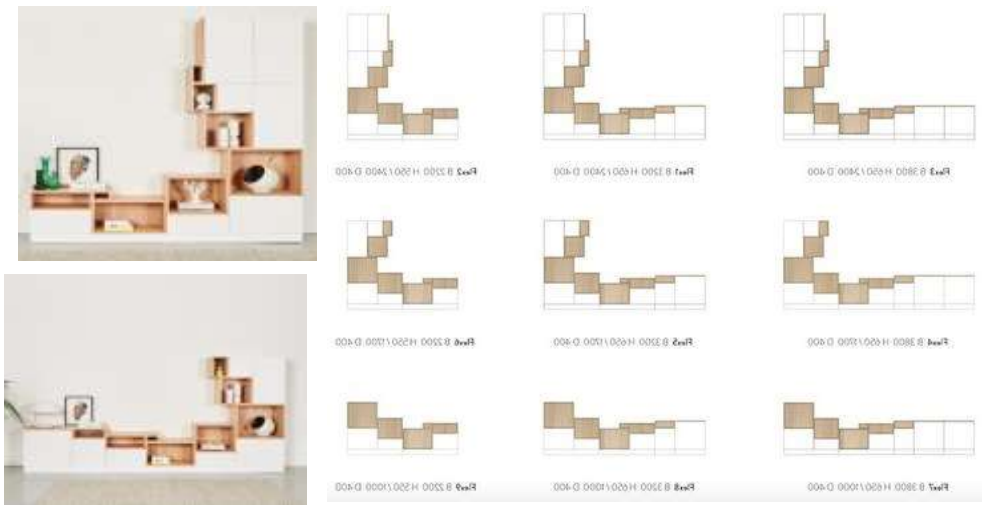 Flex2 B 2200 H 550 / 2400 D 400
Flex1 B 3200 H 650 / 2400 D 400
Flex3 B 3800 H 650 / 2400 D 400
Flex6 B 2200 H 550 / 1700 D 400
Flex5 B 3200 H 650 / 1700 D 400
Flex4 B 3800 H 650 / 1700 D 400
Flex9 B 2200 H 550 / 1000 D 400
Flex8 B 3200 H 650 / 1000 D 400
Flex7 B 3800 H 650 / 1000 D 400